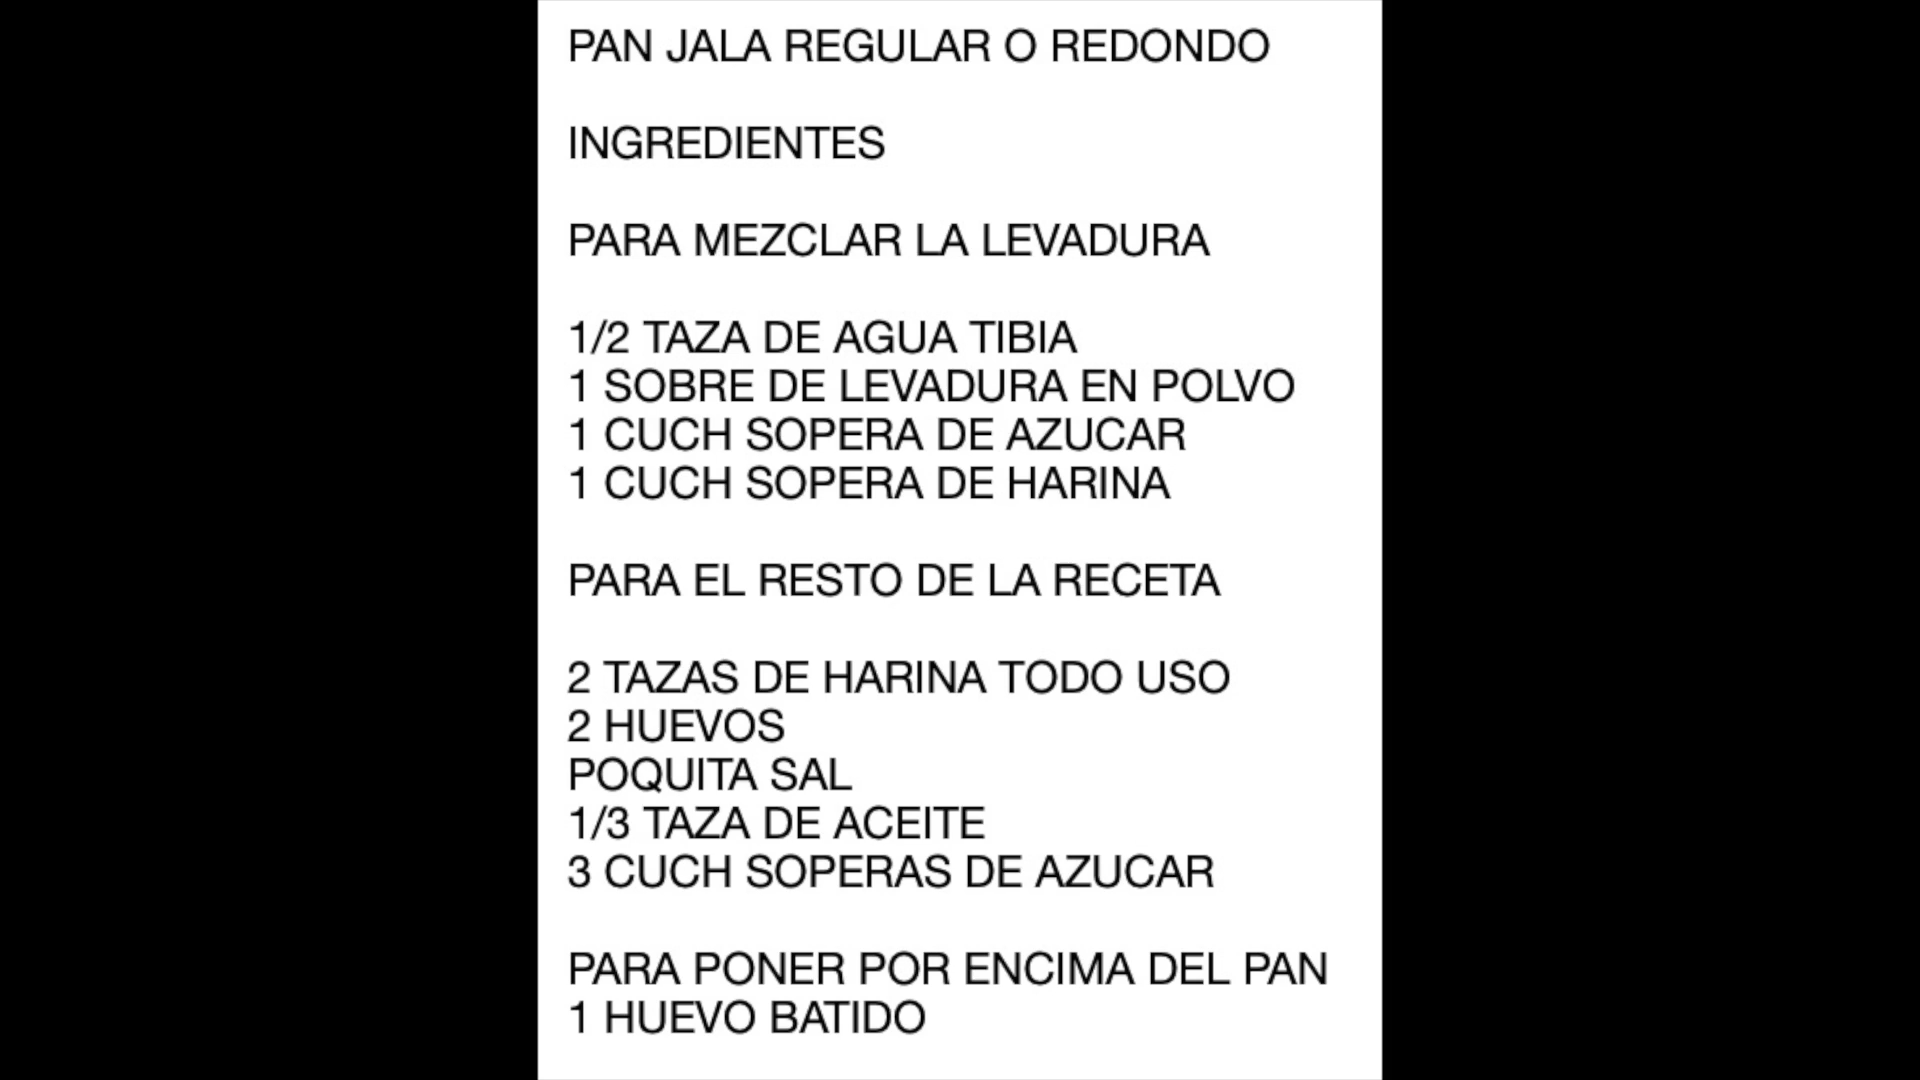 PAN JALA REGULAR O REDONDO
INGREDIENTES
PARA MEZCLAR LA LEVADURA
1/2 TAZA DE AGUA TIBIA
1 SOBRE DE LEVADURA EN POLVO
1 CUCH SOPERA DE AZUCAR
1 CUCH SOPERA DE HARINA
PARA EL RESTO DE LA RECETA
2 TAZAS DE HARINA TODO USO
2 HUEVOS
POQUITA SAL
1/3 TAZA DE ACEITE
3 CUCH SOPERAS DE AZUCAR
PARA PONER POR ENCIMA DEL PAN
1 HUEVO BATIDO